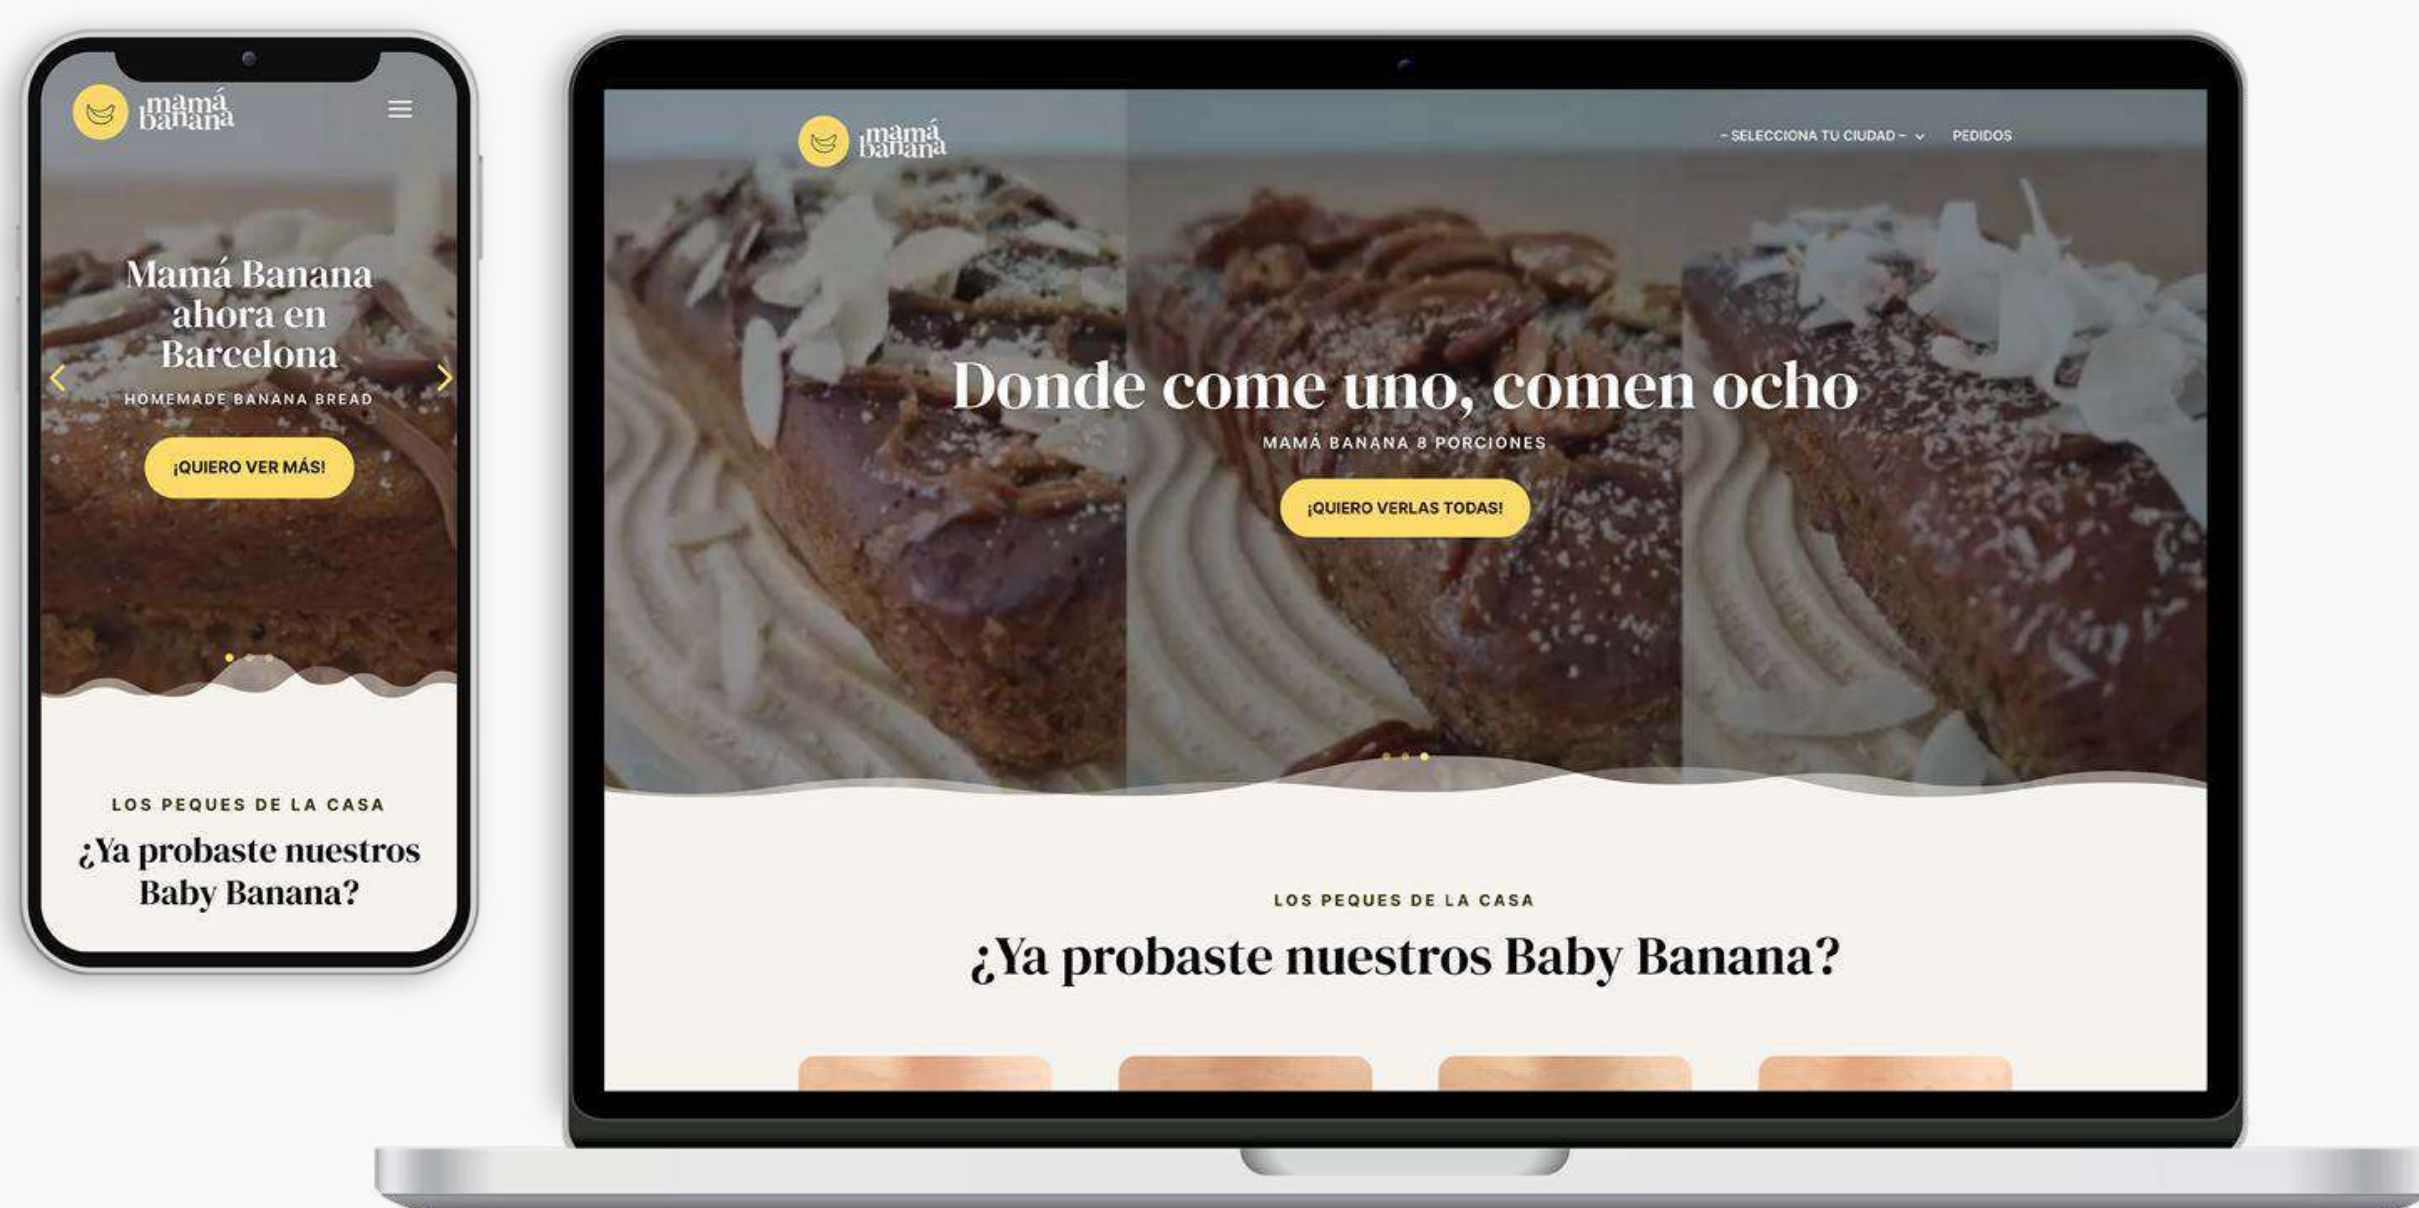 mamá
banana
Mamá Banana
ahora en
Barcelona
HOMEMADE BANANA BREAD
¡QUIERO VER MÁS!
LOS PEQUES DE LA CASA
¿Ya probaste nuestros
Baby Banana?
mamá
banana
– SELECCIONA TU CIUDAD – PEDIDOS
Donde come uno, comen ocho
MAMÁ BANANA 8 PORCIONES
¡QUIERO VERLAS TODAS!
LOS PEQUES DE LA CASA
¿Ya probaste nuestros Baby Banana?